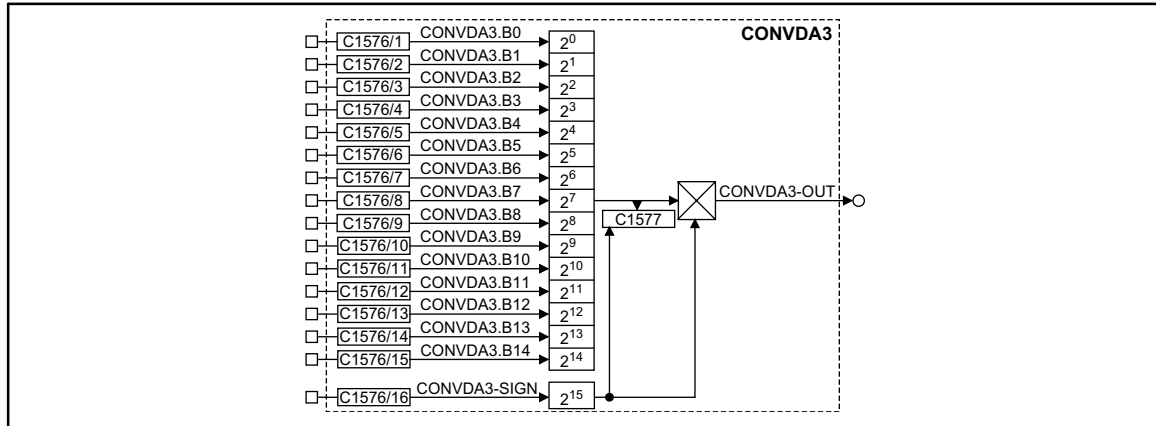 CONVDA3
C1576/1 CONVDA3.B0 2⁰
C1576/2 CONVDA3.B1 2¹
C1576/3 CONVDA3.B2 2²
C1576/4 CONVDA3.B3 2³
C1576/5 CONVDA3.B4 2⁴
C1576/6 CONVDA3.B5 2⁵
C1576/7 CONVDA3.B6 2⁶
C1576/8 CONVDA3.B7 2⁷ CONVDA3-OUT
C1576/9 CONVDA3.B8 2⁸ C1577
C1576/10 CONVDA3.B9 2⁹
C1576/11 CONVDA3.B10 2¹⁰
C1576/12 CONVDA3.B11 2¹¹
C1576/13 CONVDA3.B12 2¹²
C1576/14 CONVDA3.B13 2¹³
C1576/15 CONVDA3.B14 2¹⁴
C1576/16 CONVDA3-SIGN 2¹⁵